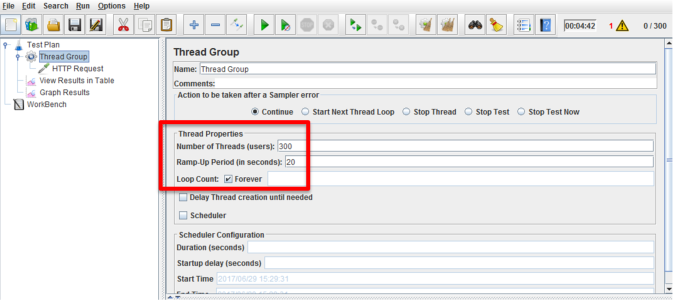 File Edit Search Run Options Help
00:04:42 1 0 / 300
Test Plan
Thread Group
HTTP Request
View Results in Table
Graph Results
WorkBench
Thread Group
Name: Thread Group
Comments:
Action to be taken after a Sampler error
Continue Start Next Thread Loop Stop Thread Stop Test Stop Test Now
Thread Properties
Number of Threads (users): 300
Ramp-Up Period (in seconds): 20
Loop Count: Forever
Delay Thread creation until needed
Scheduler
Scheduler Configuration
Duration (seconds)
Startup delay (seconds)
Start Time 2017/06/29 15:29:31
End Time